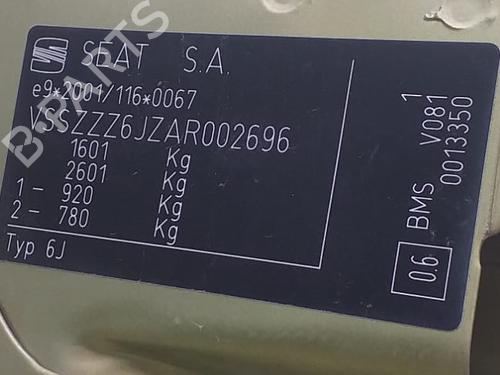 SEAT S.A.
e9*2001/116*0067
VSSZZZ6JZAR002696
1601 Kg
2601 Kg
1 - 920 Kg
2 - 780 Kg
Typ 6J
0.6 BMS V081 1
0013350
B-PARTS